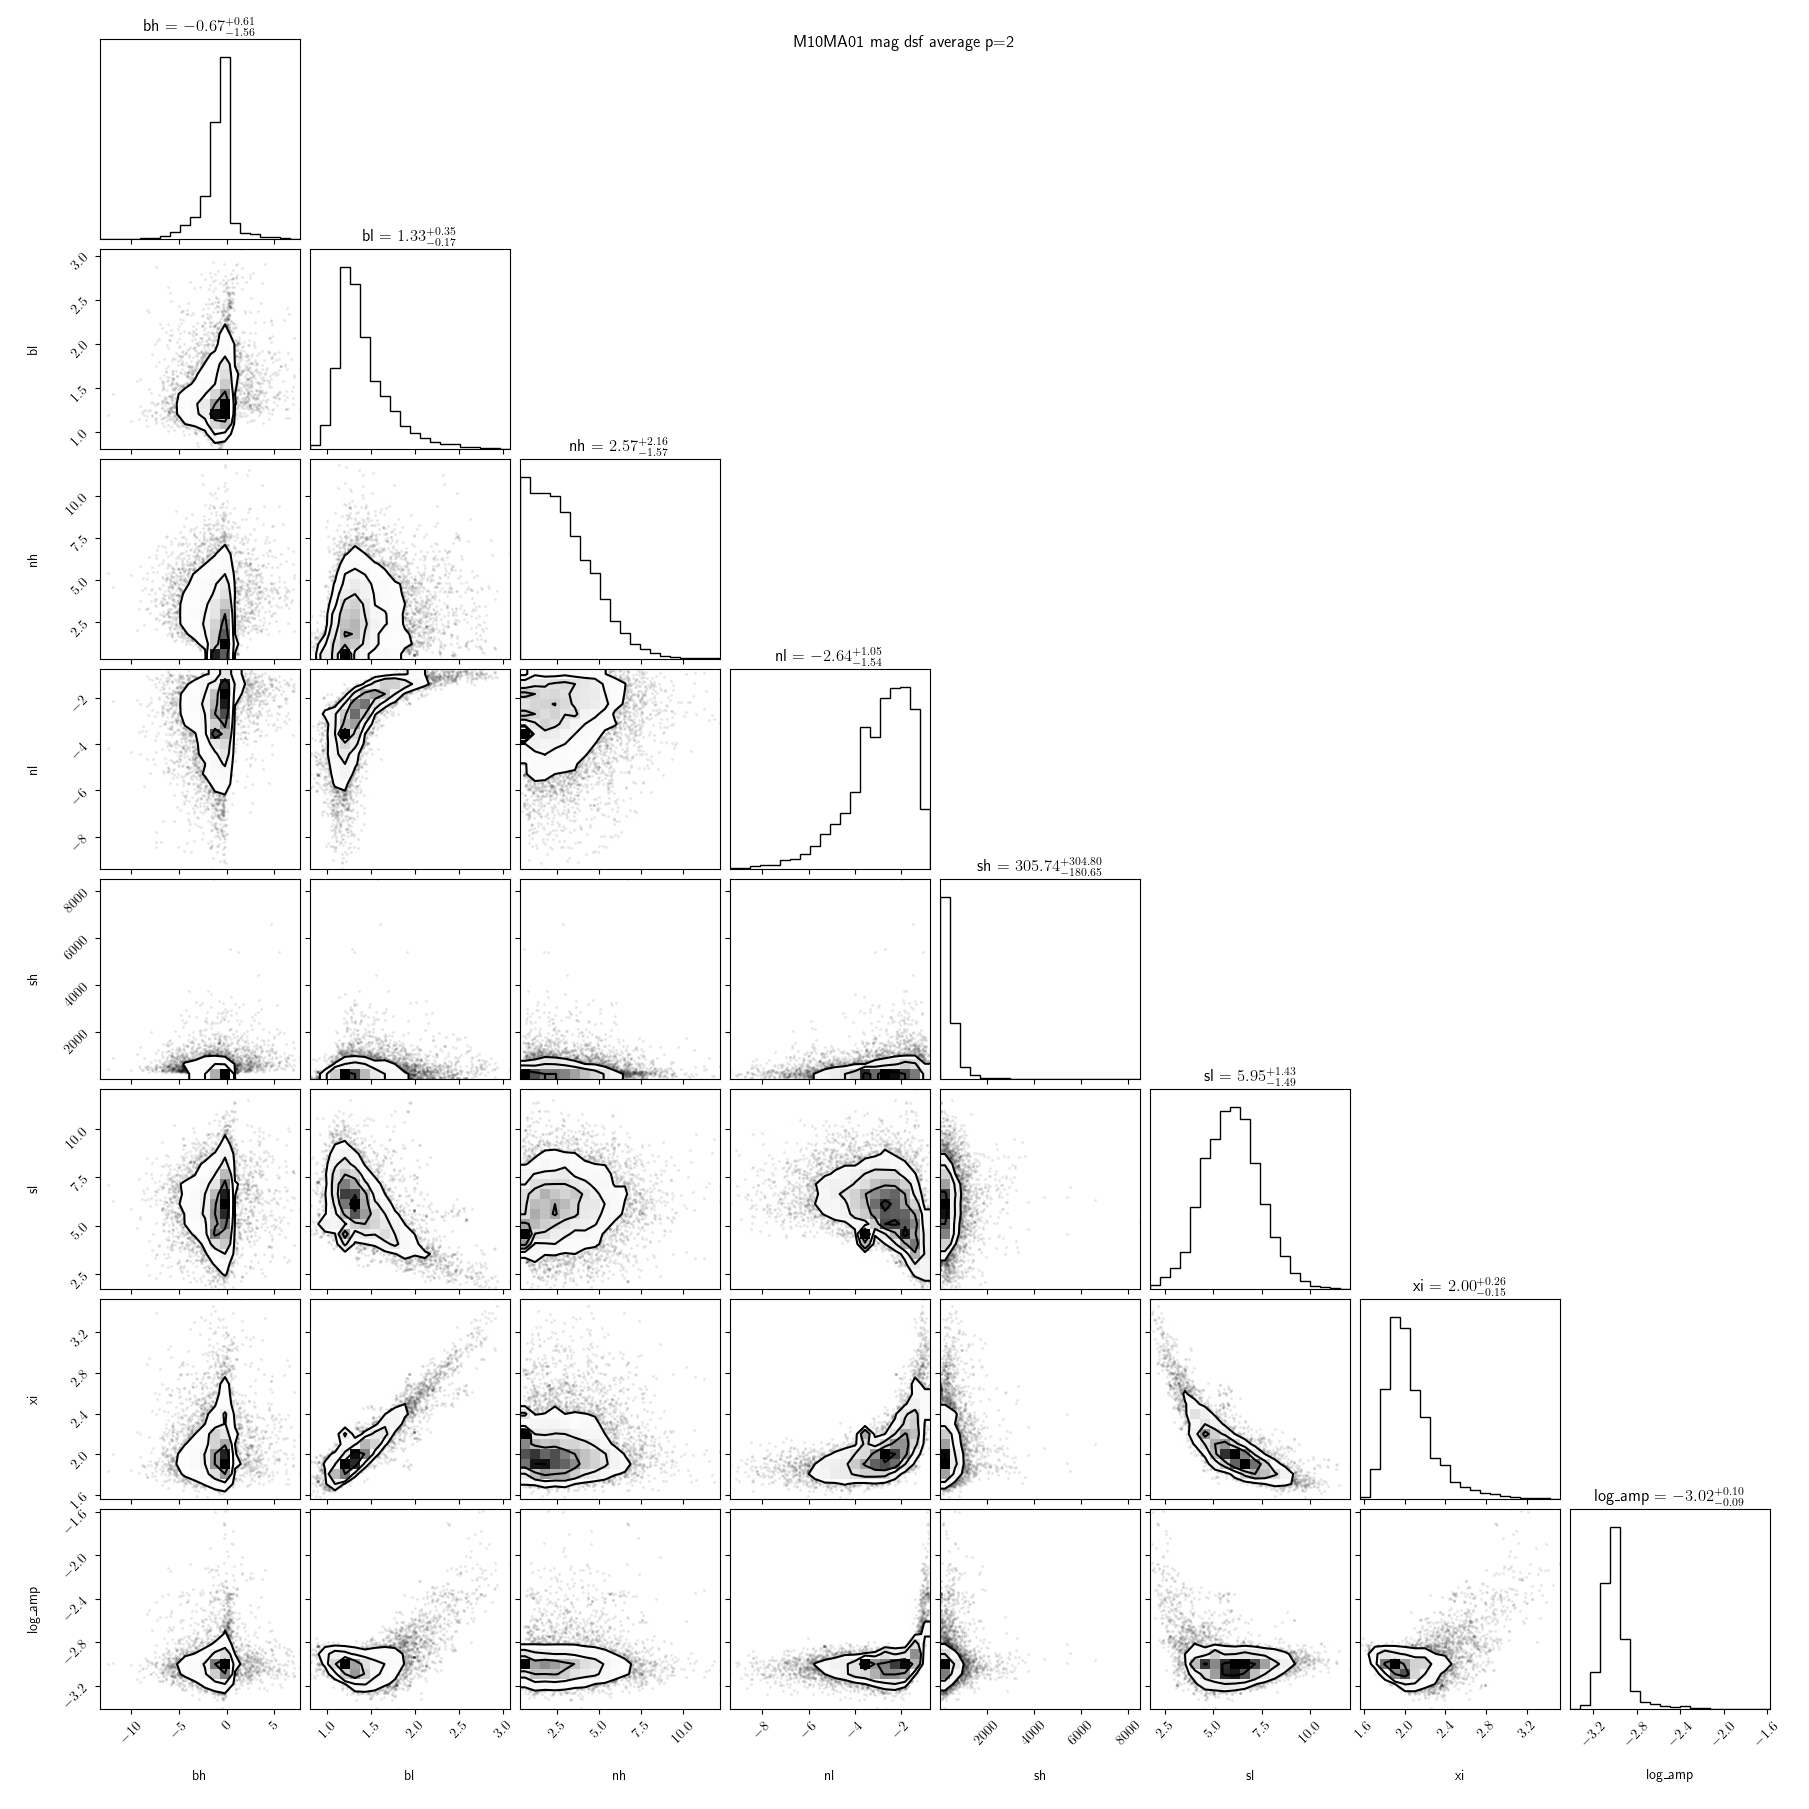 M10MA01 mag dsf average p=2
bh = −0.67+0.61−1.56
bl = 1.33+0.35−0.17
nh = 2.57+2.16−1.57
nl = −2.64+1.05−1.54
sh = 305.74+304.80−180.65
sl = 5.95+1.43−1.49
xi = 2.00+0.26−0.15
log_amp = −3.02+0.10−0.09
bl
3.0
2.5
2.0
1.5
1.0
nh
10.0
7.5
5.0
2.5
nl
−2
−4
−6
−8
sh
8000
6000
4000
2000
sl
10.0
7.5
5.0
2.5
xi
3.2
2.8
2.4
2.0
1.6
log_amp
−1.6
−2.0
−2.4
−2.8
−3.2
−10 −5 0 5
1.0 1.5 2.0 2.5 3.0
2.5 5.0 7.5 10.0
−8 −6 −4 −2
2000 4000 6000 8000
2.5 5.0 7.5 10.0
1.6 2.0 2.4 2.8 3.2
−3.2 −2.8 −2.4 −2.0 −1.6
bh bl nh nl sh sl xi log_amp